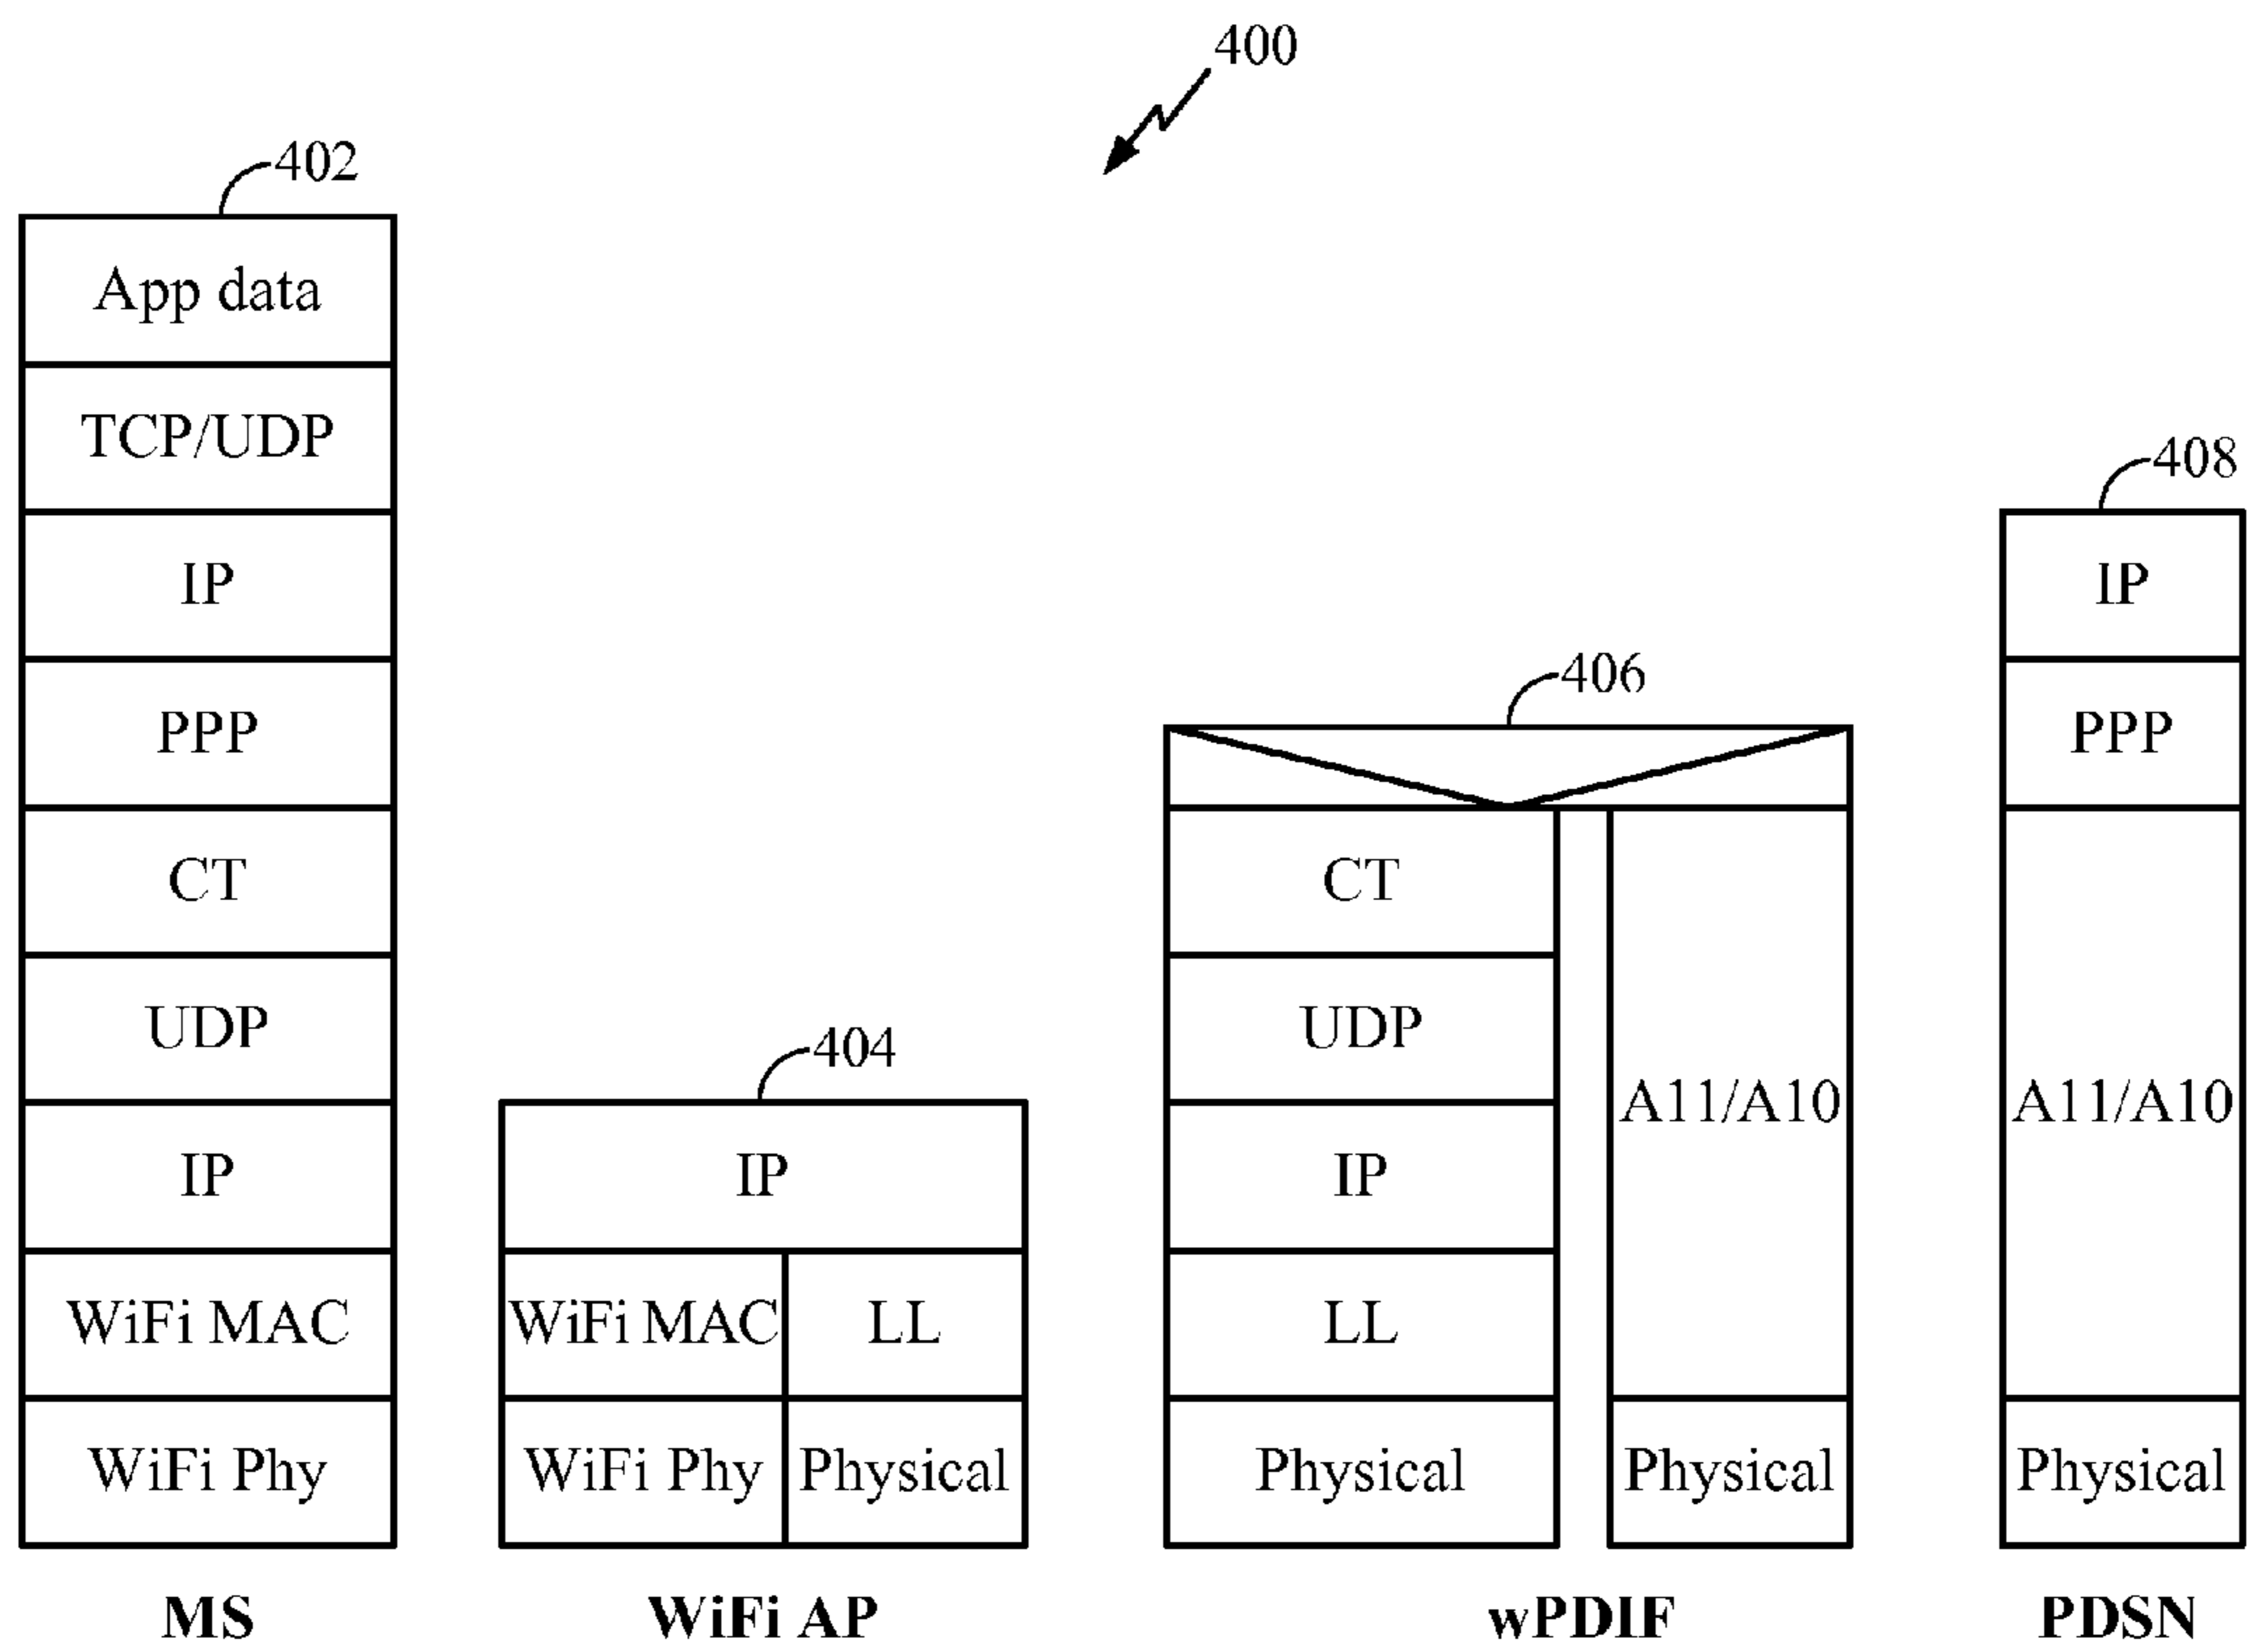 400
402
App data
TCP/UDP
IP
PPP
CT
UDP
IP
WiFi MAC
WiFi Phy
MS
404
IP
WiFi MAC LL
WiFi Phy Physical
WiFi AP
406
CT
UDP
IP
LL
Physical
A11/A10
Physical
wPDIF
408
IP
PPP
A11/A10
Physical
PDSN